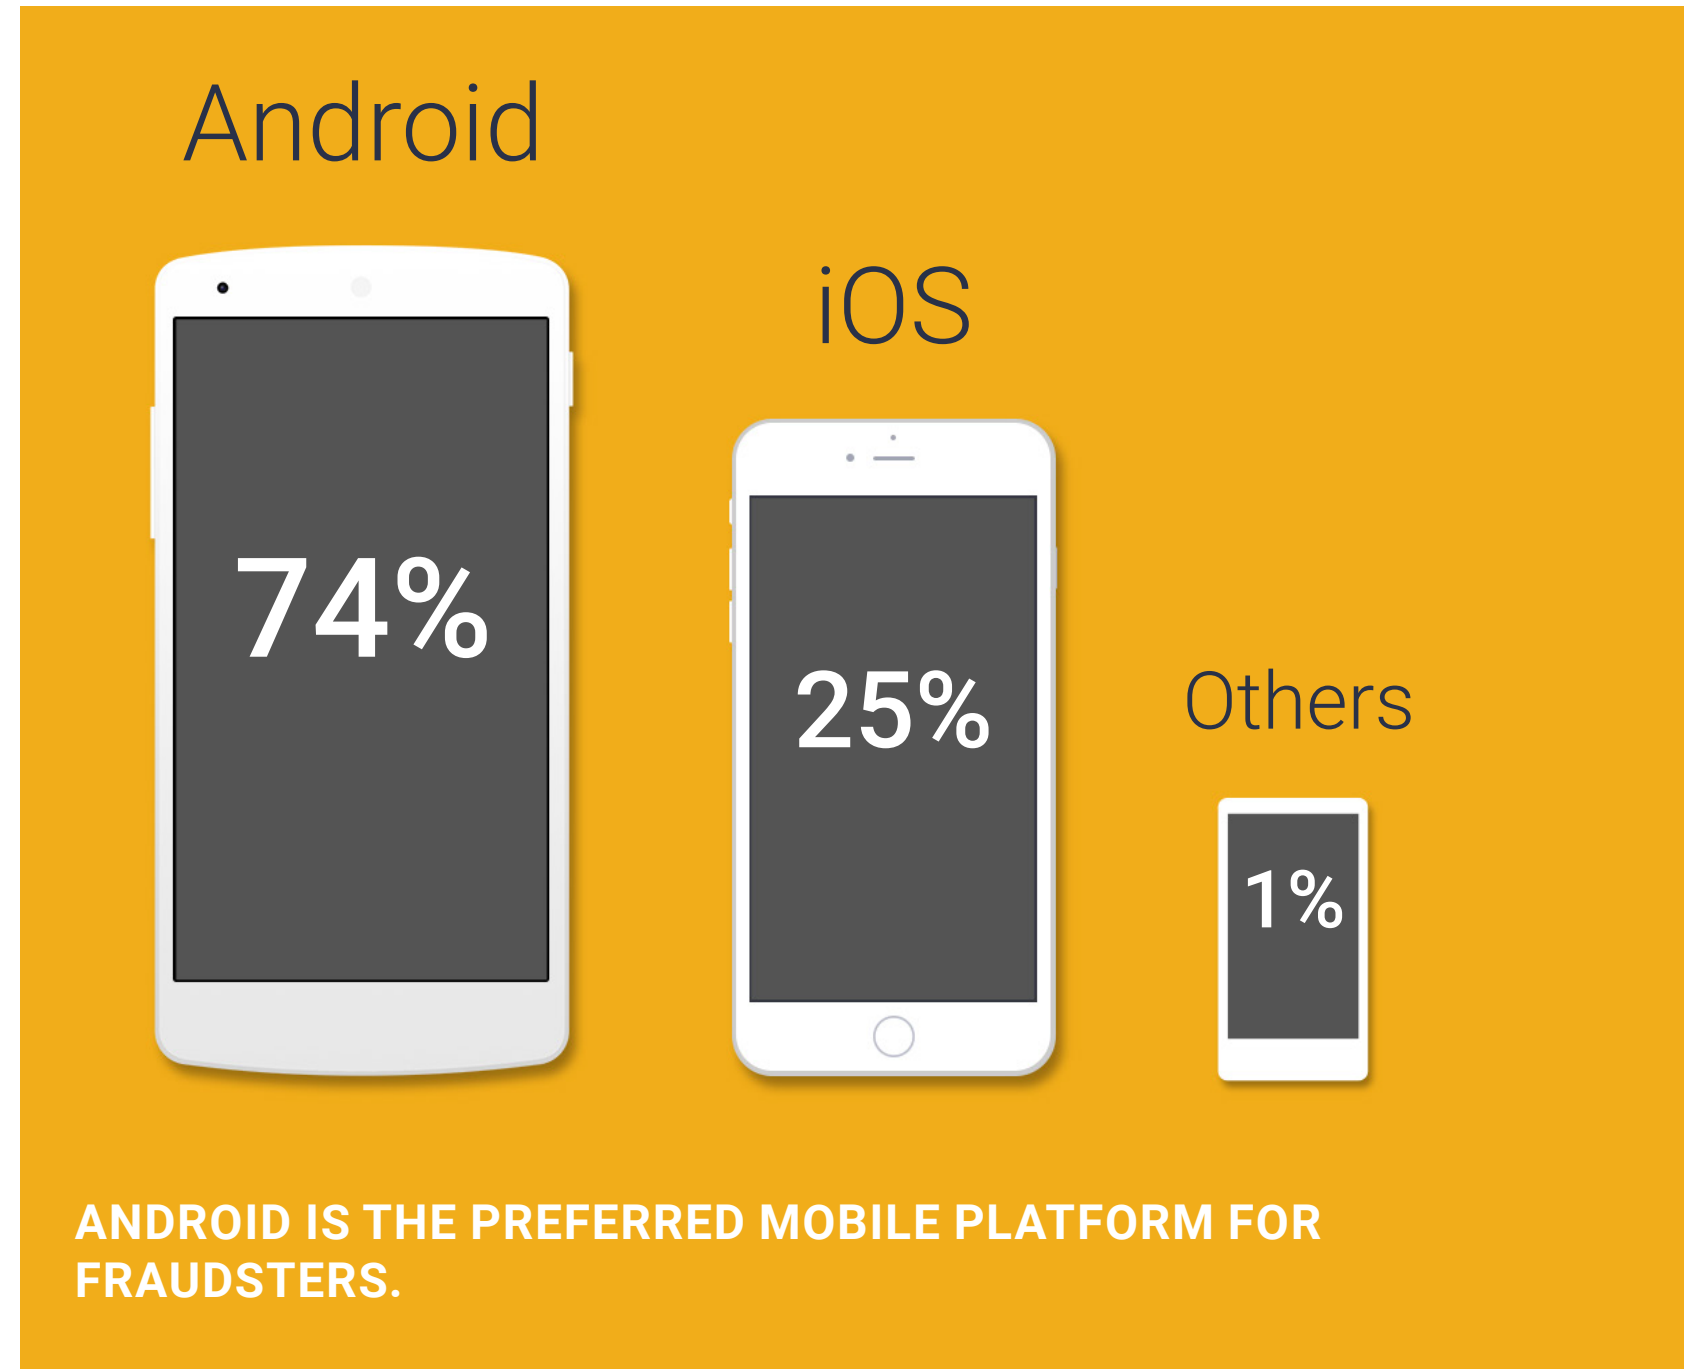 Android
iOS
74%
25%
Others
1%
ANDROID IS THE PREFERRED MOBILE PLATFORM FOR
FRAUDSTERS.